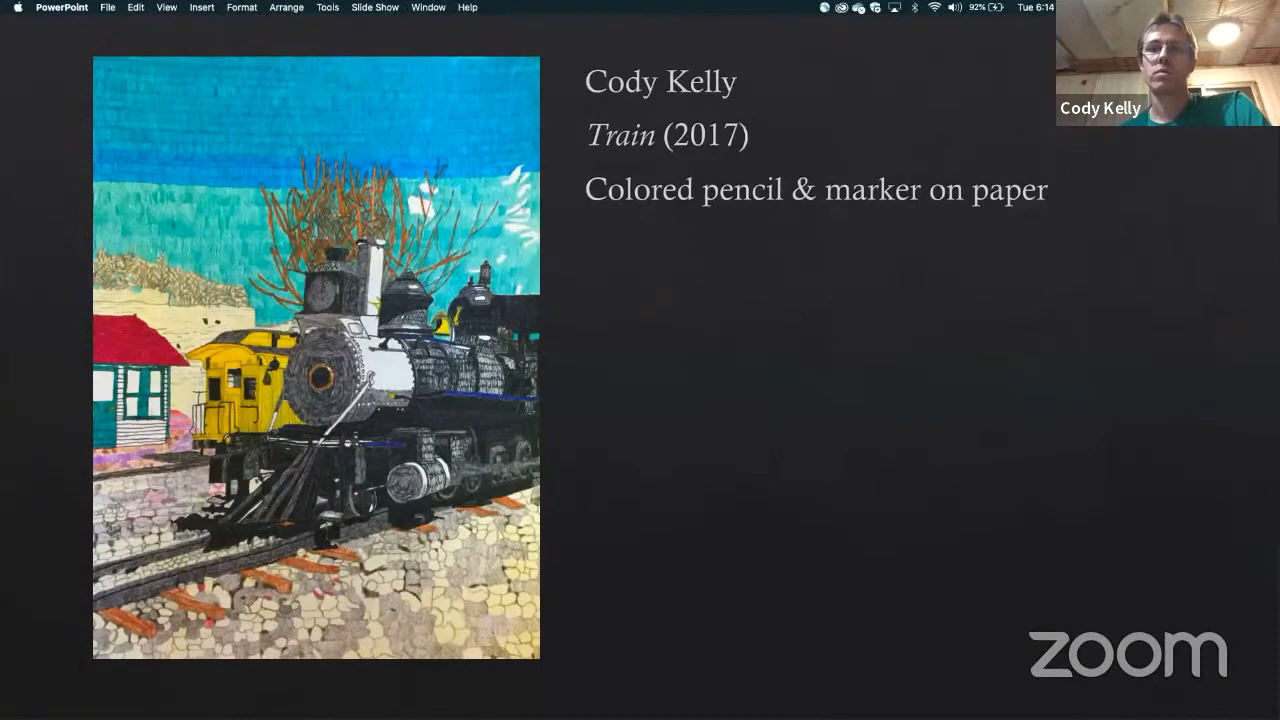 PowerPoint File Edit View Insert Format Arrange Tools Slide Show Window Help 92% Tue 6:14
Cody Kelly
Train (2017)
Colored pencil & marker on paper
Cody Kelly
zoom